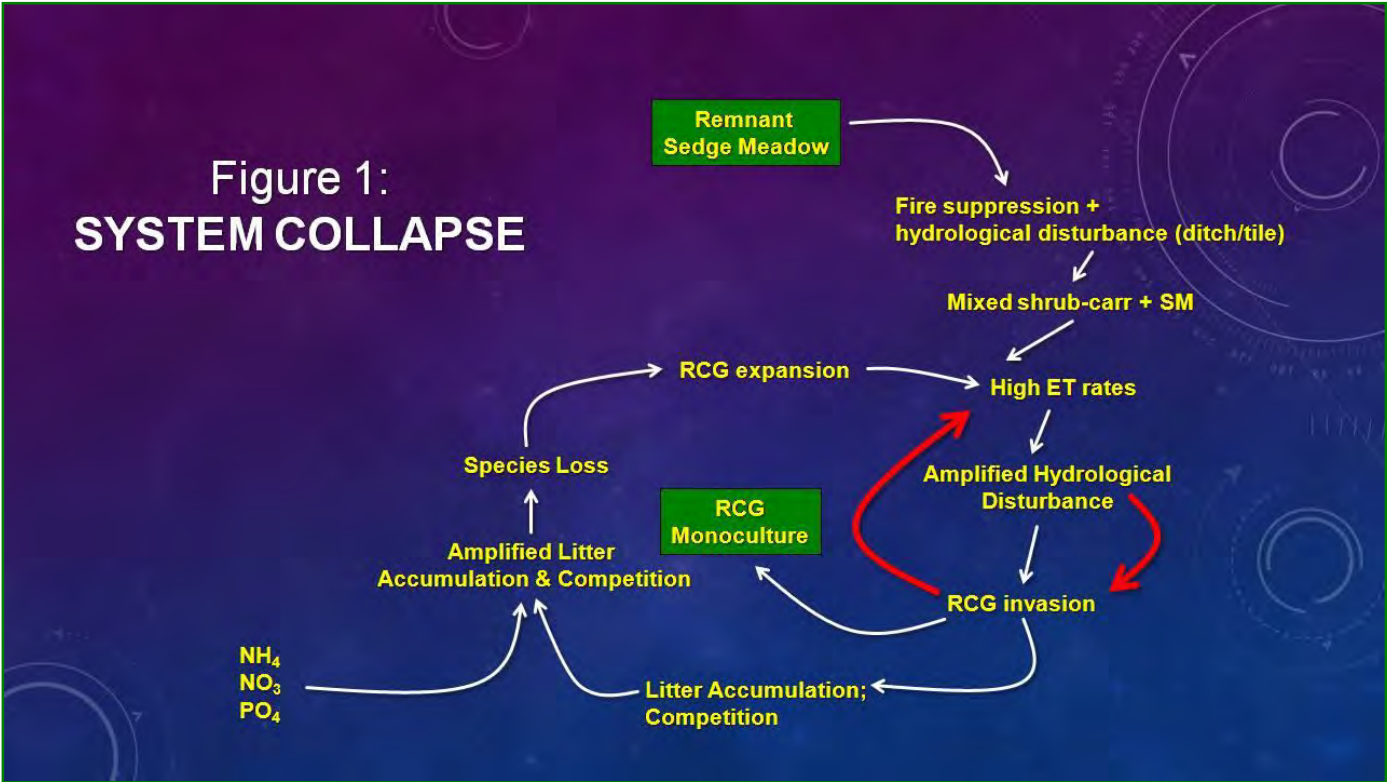 Figure 1:
SYSTEM COLLAPSE
Remnant
Sedge Meadow
Fire suppression +
hydrological disturbance (ditch/tile)
Mixed shrub-carr + SM
High ET rates
Amplified Hydrological
Disturbance
RCG invasion
RCG
Monoculture
Litter Accumulation;
Competition
NH₄
NO₃
PO₄
Amplified Litter
Accumulation & Competition
Species Loss
RCG expansion